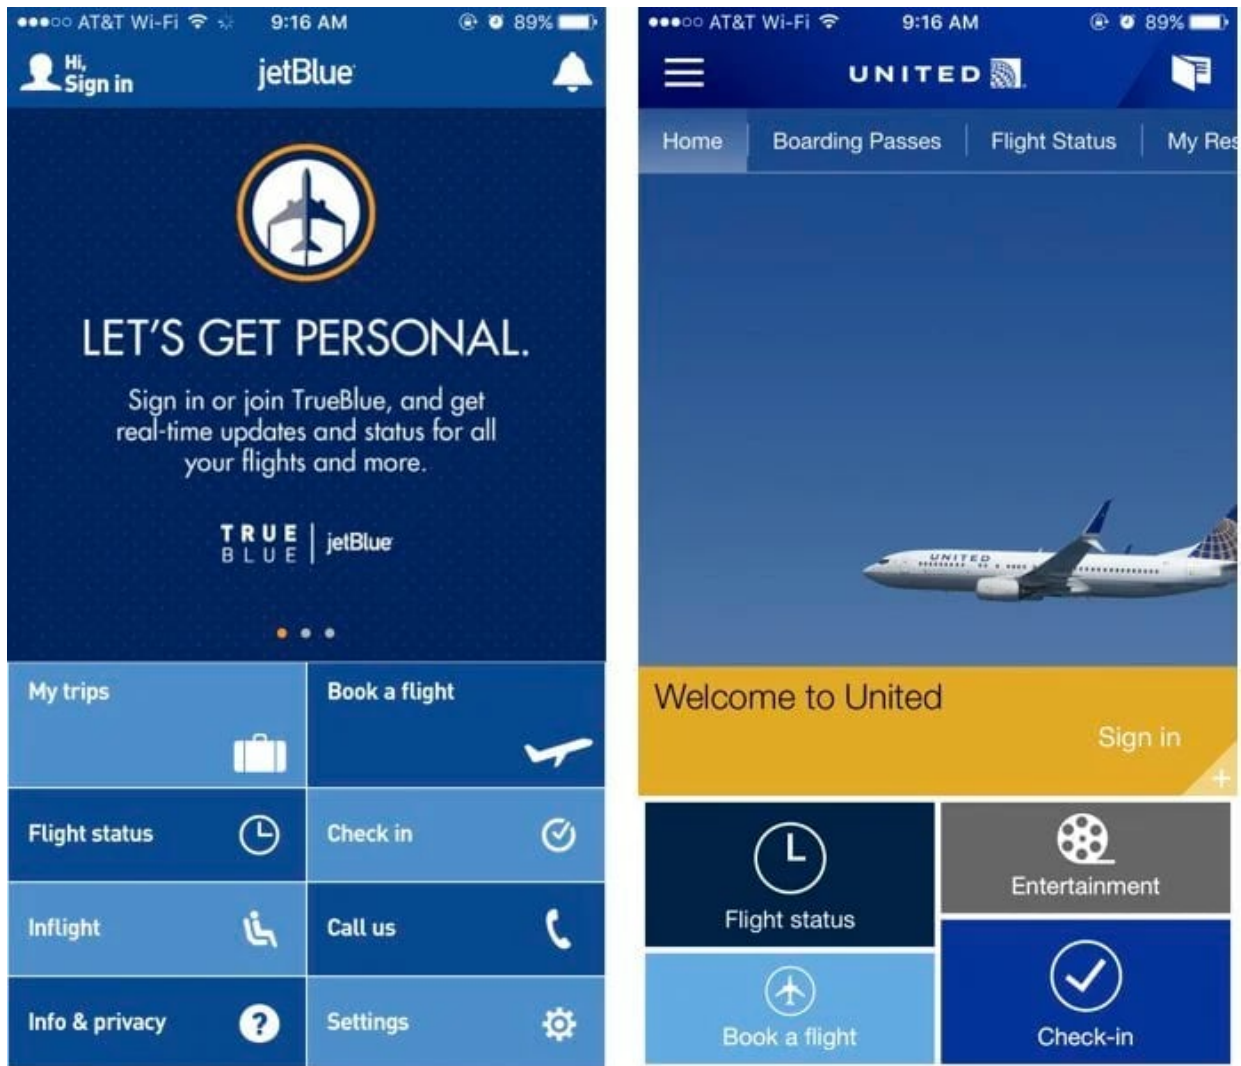 AT&T Wi-Fi 9:16 AM 89%
Hi,
Sign in
jetBlue
LET'S GET PERSONAL.
Sign in or join TrueBlue, and get
real-time updates and status for all
your flights and more.
TRUE
BLUE
jetBlue
My trips
Book a flight
Flight status
Check in
Inflight
Call us
Info & privacy
?
Settings
AT&T Wi-Fi 9:16 AM 89%
UNITED
Home
Boarding Passes
Flight Status
My Res
UNITED
Welcome to United
Sign in
+
Flight status
Entertainment
Book a flight
Check-in